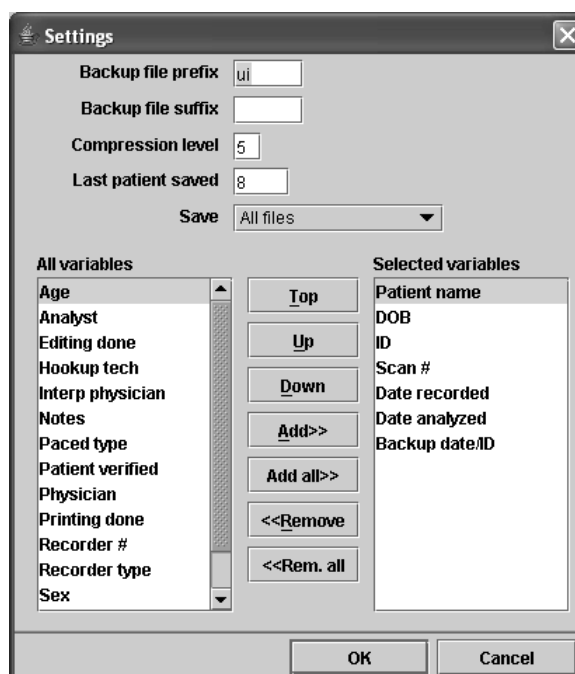 Settings
Backup file prefix ui
Backup file suffix
Compression level 5
Last patient saved 8
Save All files
All variables
Age
Analyst
Editing done
Hookup tech
Interp physician
Notes
Paced type
Patient verified
Physician
Printing done
Recorder #
Recorder type
Sex
Top
Up
Down
Add>>
Add all>>
<<Remove
<<Rem. all
Selected variables
Patient name
DOB
ID
Scan #
Date recorded
Date analyzed
Backup date/ID
OK Cancel